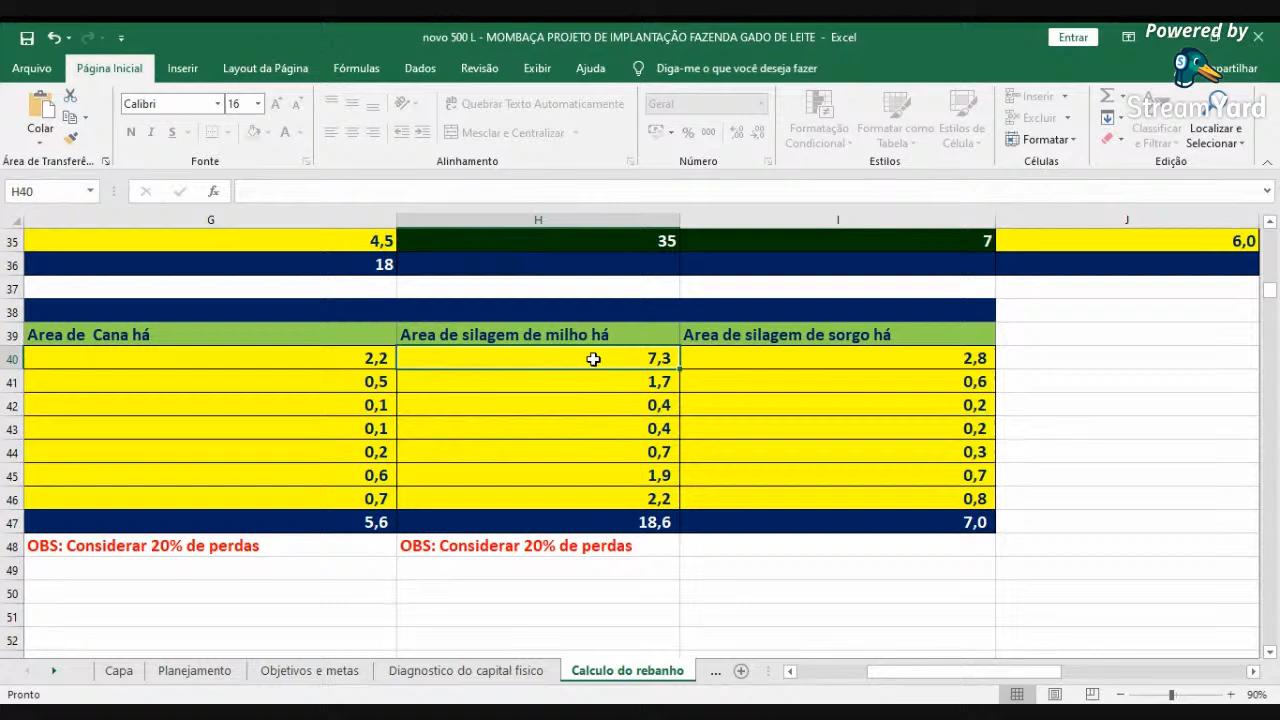 Powered by
StreamYard
novo 500 L - MOMBAÇA PROJETO DE IMPLANTAÇÃO FAZENDA GADO DE LEITE - Excel
Entrar
Arquivo Página Inicial Inserir Layout da Página Fórmulas Dados Revisão Exibir Ajuda Diga-me o que você deseja fazer
Colar
Calibri 16
N I S
Quebrar Texto Automaticamente
Mesclar e Centralizar
Geral
% 000
Formatação Condicional
Formatar como Tabela
Estilos de Célula
Inserir
Excluir
Formatar
Classificar e Filtrar
Localizar e Selecionar
Fonte Alinhamento Número Estilos Células Edição
H40 fx
G H I J
35 4,5 35 7 6,0
36 18
37
38
39 Area de Cana há Area de silagem de milho há Area de silagem de sorgo há
40 2,2 7,3 2,8
41 0,5 1,7 0,6
42 0,1 0,4 0,2
43 0,1 0,4 0,2
44 0,2 0,7 0,3
45 0,6 1,9 0,7
46 0,7 2,2 0,8
47 5,6 18,6 7,0
48 OBS: Considerar 20% de perdas OBS: Considerar 20% de perdas
49
50
51
52
Capa Planejamento Objetivos e metas Diagnostico do capital fisico Calculo do rebanho ...
Pronto 90%